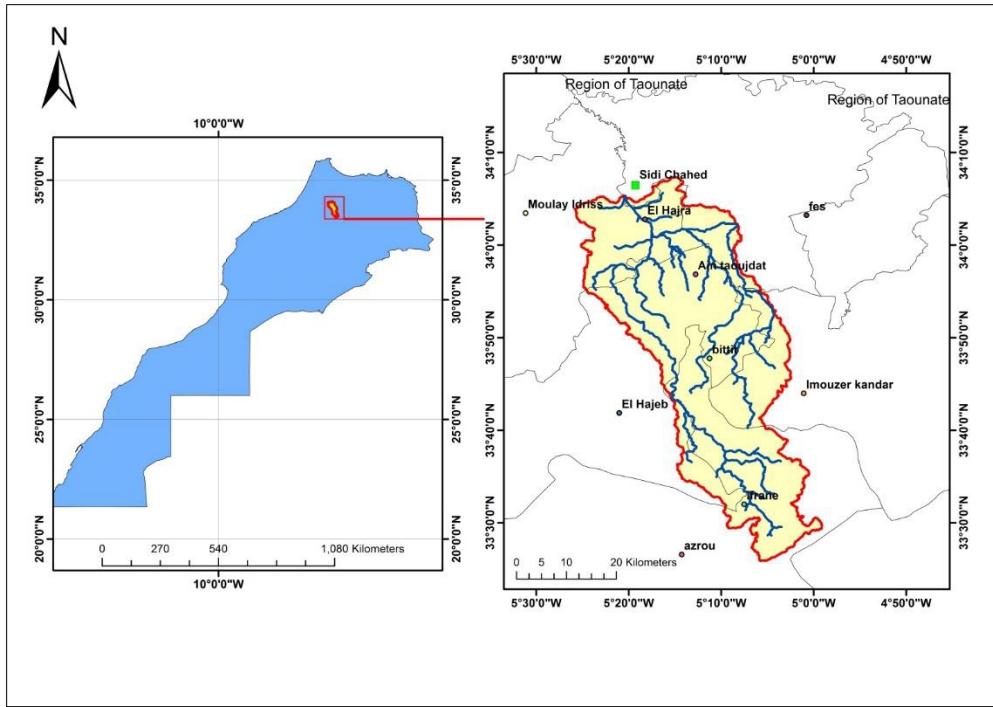 N
10°0'0"W
35°0'0"N
30°0'0"N
25°0'0"N
20°0'0"N
35°0'0"N
30°0'0"N
25°0'0"N
20°0'0"N
0 270 540 1,080 Kilometers
10°0'0"W
5°30'0"W 5°20'0"W 5°10'0"W 5°0'0"W 4°50'0"W
Region of Taounate
Region of Taounate
34°10'0"N
34°0'0"N
33°50'0"N
33°40'0"N
33°30'0"N
34°10'0"N
34°0'0"N
33°50'0"N
33°40'0"N
33°30'0"N
Sidi Chahed
Moulay Idriss
El Hajra
fes
Ain taoujdat
bittit
Imouzer kandar
El Hajeb
Ifrane
azrou
0 5 10 20 Kilometers
5°30'0"W 5°20'0"W 5°10'0"W 5°0'0"W 4°50'0"W